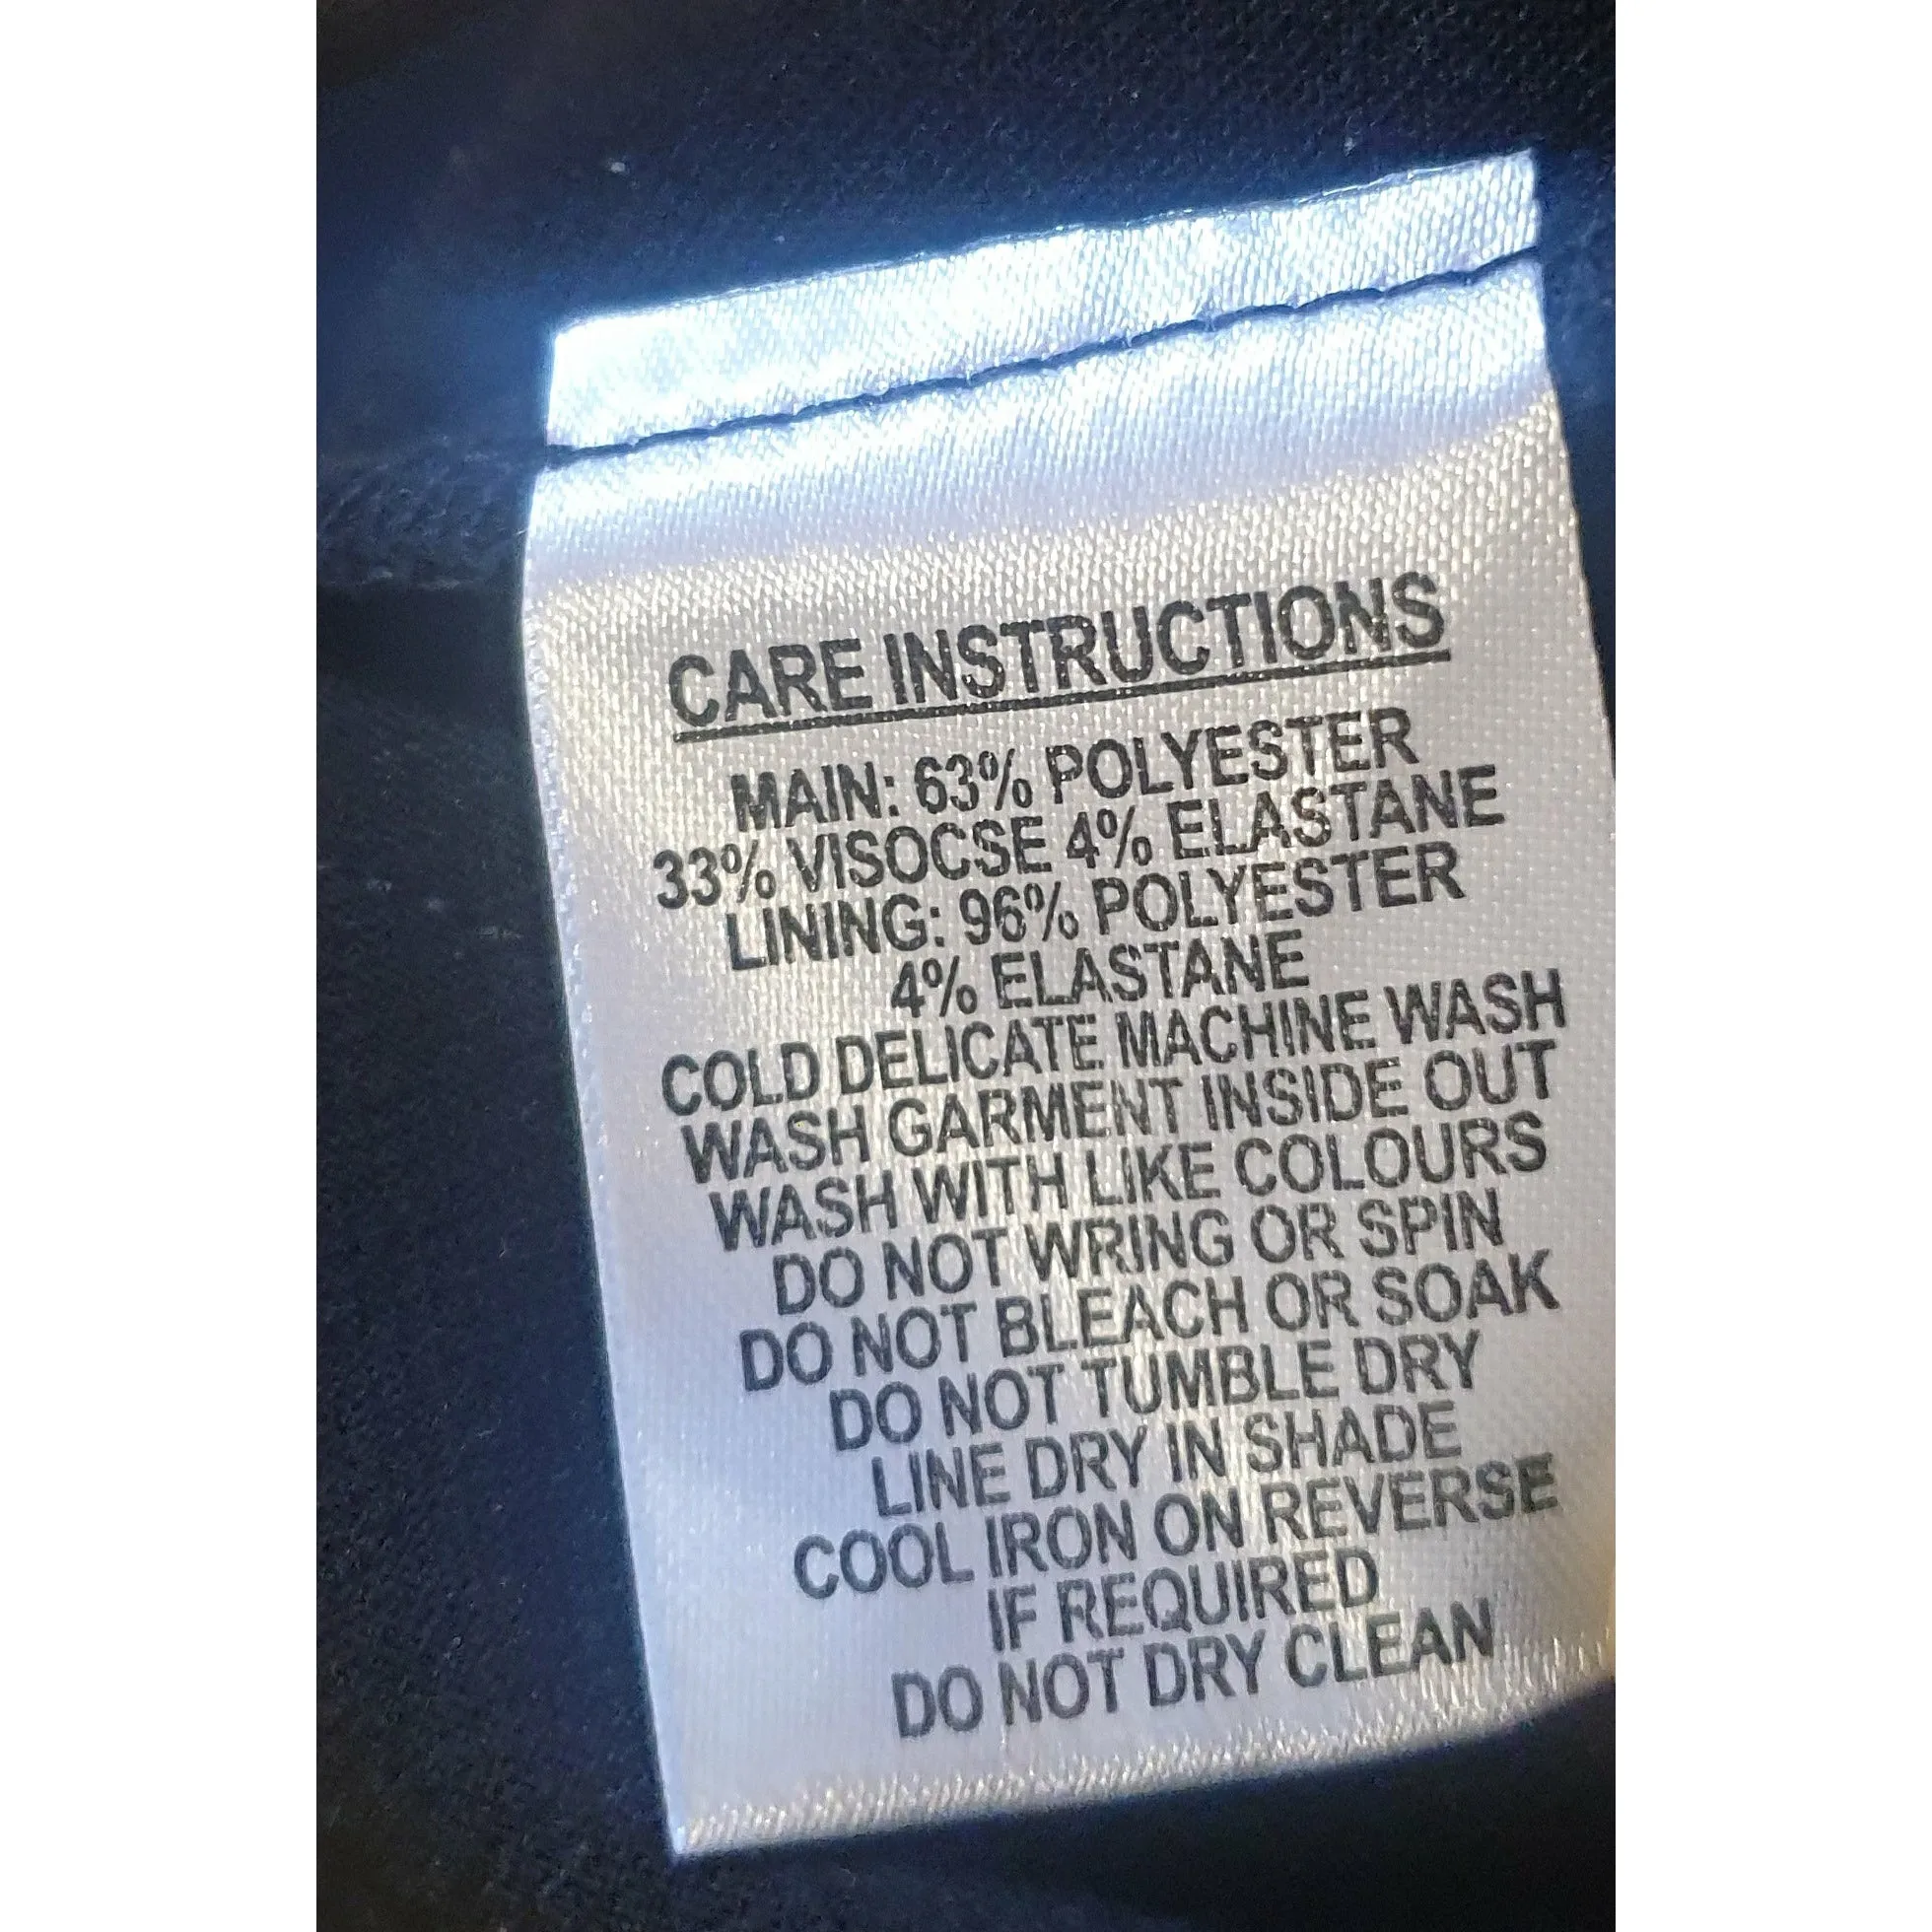 CARE INSTRUCTIONS
MAIN: 63% POLYESTER
33% VISOCSE 4% ELASTANE
LINING: 96% POLYESTER
4% ELASTANE
COLD DELICATE MACHINE WASH
WASH GARMENT INSIDE OUT
WASH WITH LIKE COLOURS
DO NOT WRING OR SPIN
DO NOT BLEACH OR SOAK
DO NOT TUMBLE DRY
LINE DRY IN SHADE
COOL IRON ON REVERSE
IF REQUIRED
DO NOT DRY CLEAN